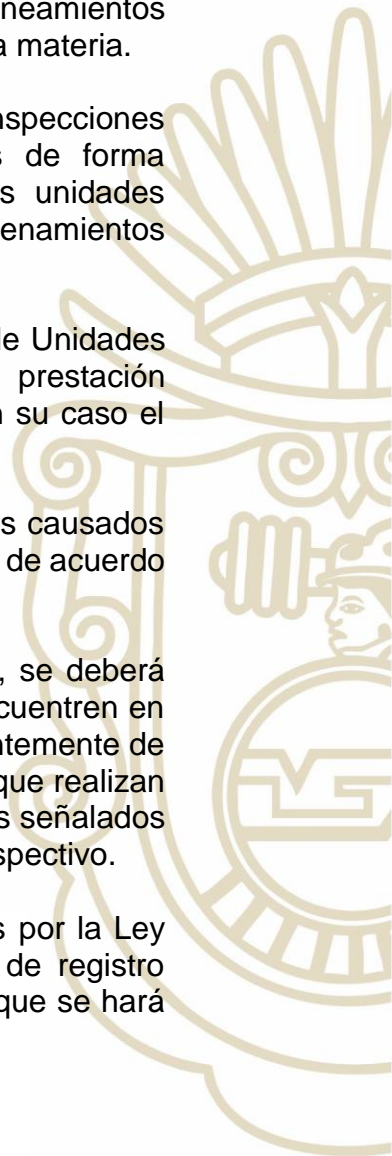 neamientos
a materia.
nspecciones
s de forma
s unidades
enamientos
de Unidades
prestación
n su caso el
s causados
de acuerdo
, se deberá
cuentren en
ntemente de
que realizan
s señalados
spectivo.
s por la Ley
de registro
que se hará